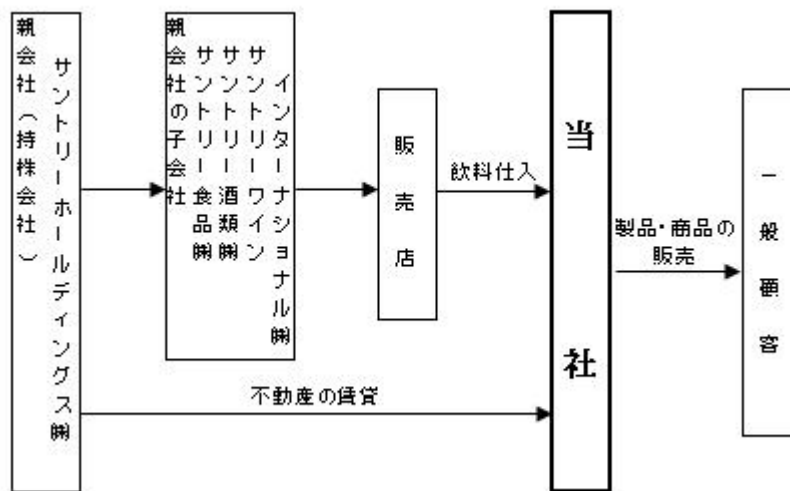 親会社（持株会社）
サントリーホールディングス㈱
親会社の子会社
サントリー食品㈱
サントリー酒類㈱
サントリーワイン
インターナショナル㈱
販売店
飲料仕入
当社
製品・商品の
販売
一般顧客
不動産の賃貸